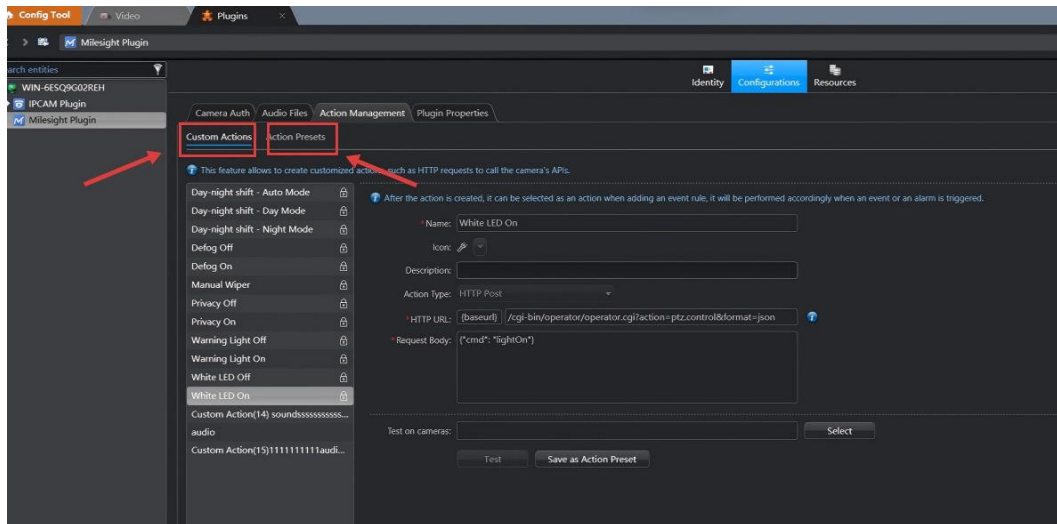 Config Tool
Video
Plugins
Milesight Plugin
arch entities
WIN-6ESQ9G02REH
IPCAM Plugin
Milesight Plugin
Identity
Configurations
Resources
Camera Auth
Audio Files
Action Management
Plugin Properties
Custom Actions
Action Presets
This feature allows to create customized actions, such as HTTP requests to call the camera's APIs.
Day-night shift - Auto Mode
Day-night shift - Day Mode
Day-night shift - Night Mode
Defog Off
Defog On
Manual Wiper
Privacy Off
Privacy On
Warning Light Off
Warning Light On
White LED Off
White LED On
Custom Action(14) soundssssssssss...
audio
Custom Action(15)1111111111audi...
After the action is created, it can be selected as an action when adding an event rule, it will be performed accordingly when an event or an alarm is triggered.
*Name: White LED On
Icon:
Description:
Action Type: HTTP Post
*HTTP URL: {baseurl} /cgi-bin/operator/operator.cgi?action=ptz.control&format=json
*Request Body: {"cmd": "lightOn"}
Test on cameras:
Select
Test
Save as Action Preset